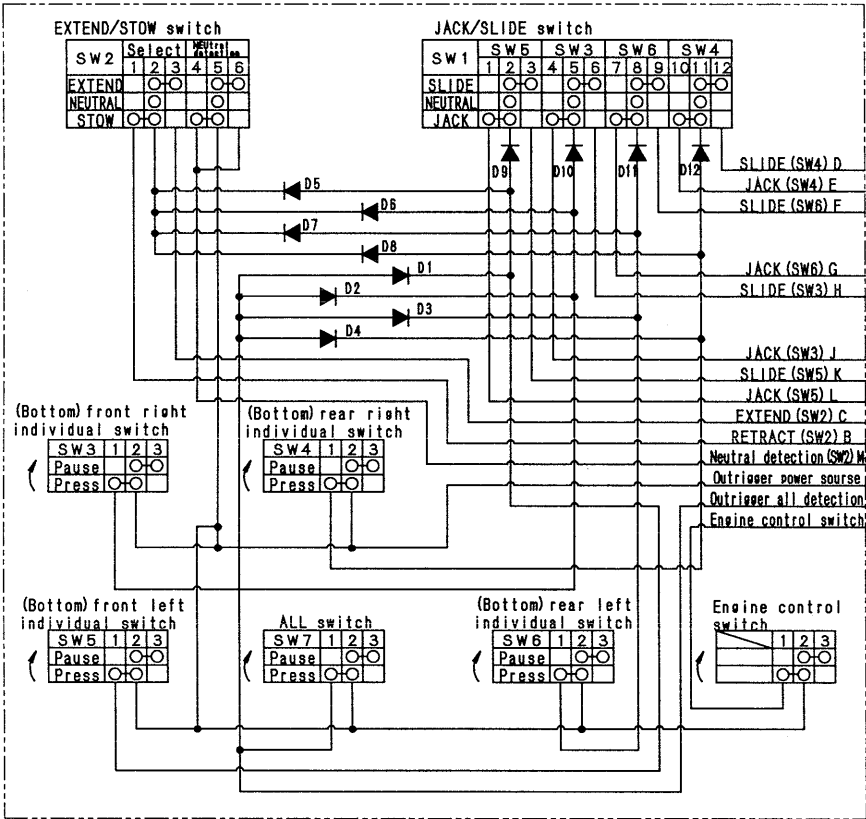 EXTEND/STOW switch
SW2 Select NEUtral detection
1 2 3 4 5 6
EXTEND
NEUTRAL
STOW
JACK/SLIDE switch
SW1 SW5 SW3 SW6 SW4
1 2 3 4 5 6 7 8 9 10 11 12
SLIDE
NEUTRAL
JACK
D9 D10 D11 D12
SLIDE(SW4) D
JACK(SW4) E
SLIDE(SW6) F
D5
D6
D7
D8
D1
JACK(SW6) G
D2
SLIDE(SW3) H
D3
D4
JACK(SW3) J
SLIDE(SW5) K
JACK(SW5) L
EXTEND(SW2) C
RETRACT(SW2) B
Neutral detection(SW2) M
Outrigger power sourse
Outrigger all detection
Engine control switch
(Bottom)front right
individual switch
SW3 1 2 3
Pause
Press
(Bottom)rear right
individual switch
SW4 1 2 3
Pause
Press
(Bottom)front left
individual switch
SW5 1 2 3
Pause
Press
ALL switch
SW7 1 2 3
Pause
Press
(Bottom)rear left
individual switch
SW6 1 2 3
Pause
Press
Engine control
switch
1 2 3